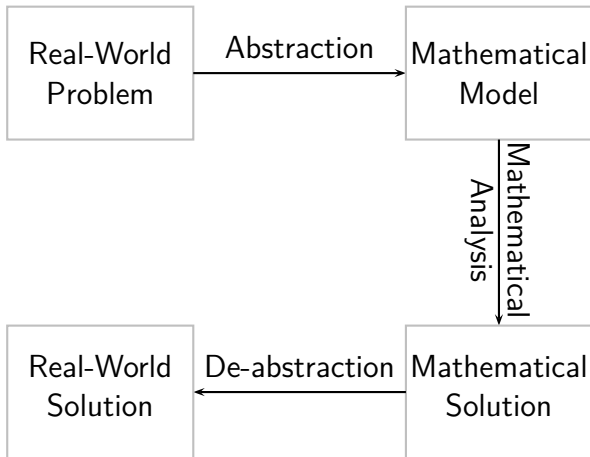 Real-World
Problem
Abstraction
Mathematical
Model
Mathematical
Analysis
Real-World
Solution
De-abstraction
Mathematical
Solution